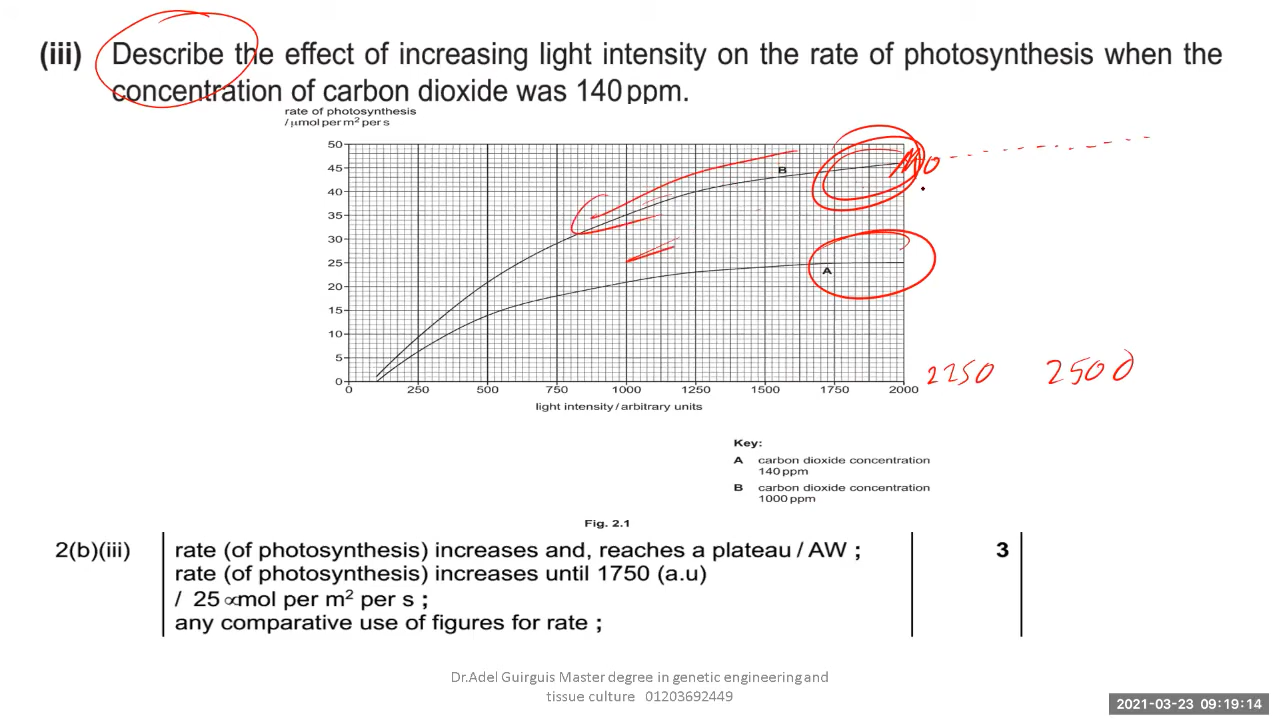 (iii) Describe the effect of increasing light intensity on the rate of photosynthesis when the
concentration of carbon dioxide was 140 ppm.
rate of photosynthesis
/ μmol per m² per s
50
45
40
35
30
25
20
15
10
5
0
B
A
0 250 500 750 1000 1250 1500 1750 2000
2250 2500
light intensity / arbitrary units
Key:
A carbon dioxide concentration
140 ppm
B carbon dioxide concentration
1000 ppm
Fig. 2.1
2(b)(iii) rate (of photosynthesis) increases and, reaches a plateau / AW ; 3
rate (of photosynthesis) increases until 1750 (a.u)
/ 25 ∝mol per m² per s ;
any comparative use of figures for rate ;
Dr.Adel Guirguis Master degree in genetic engineering and
tissue culture 01203692449
2021-03-23 09:19:14